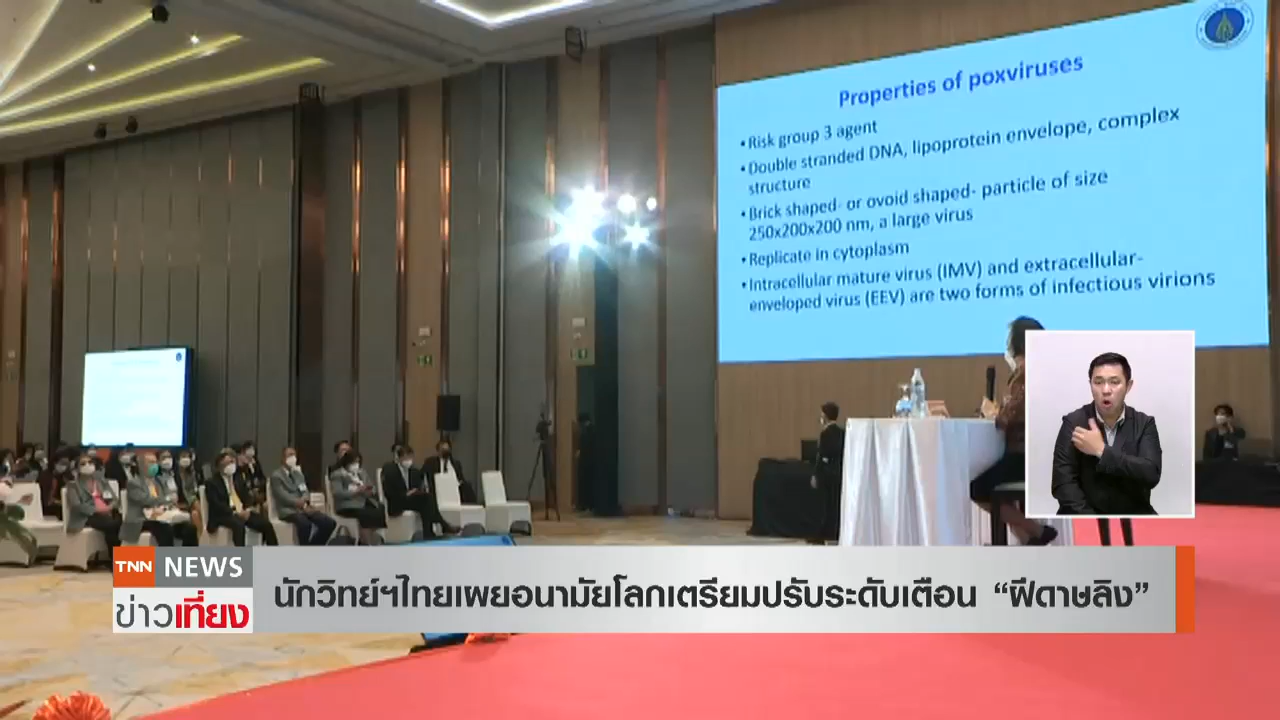 Properties of poxviruses
•Risk group 3 agent
•Double stranded DNA, lipoprotein envelope, complex
structure
•Brick shaped- or ovoid shaped- particle of size
250x200x200 nm, a large virus
•Replicate in cytoplasm
•Intracellular mature virus (IMV) and extracellular-
enveloped virus (EEV) are two forms of infectious virions
TNN NEWS
ข่าวเที่ยง
นักวิทย์ฯไทยเผยอนามัยโลกเตรียมปรับระดับเตือน “ฝีดาษลิง”